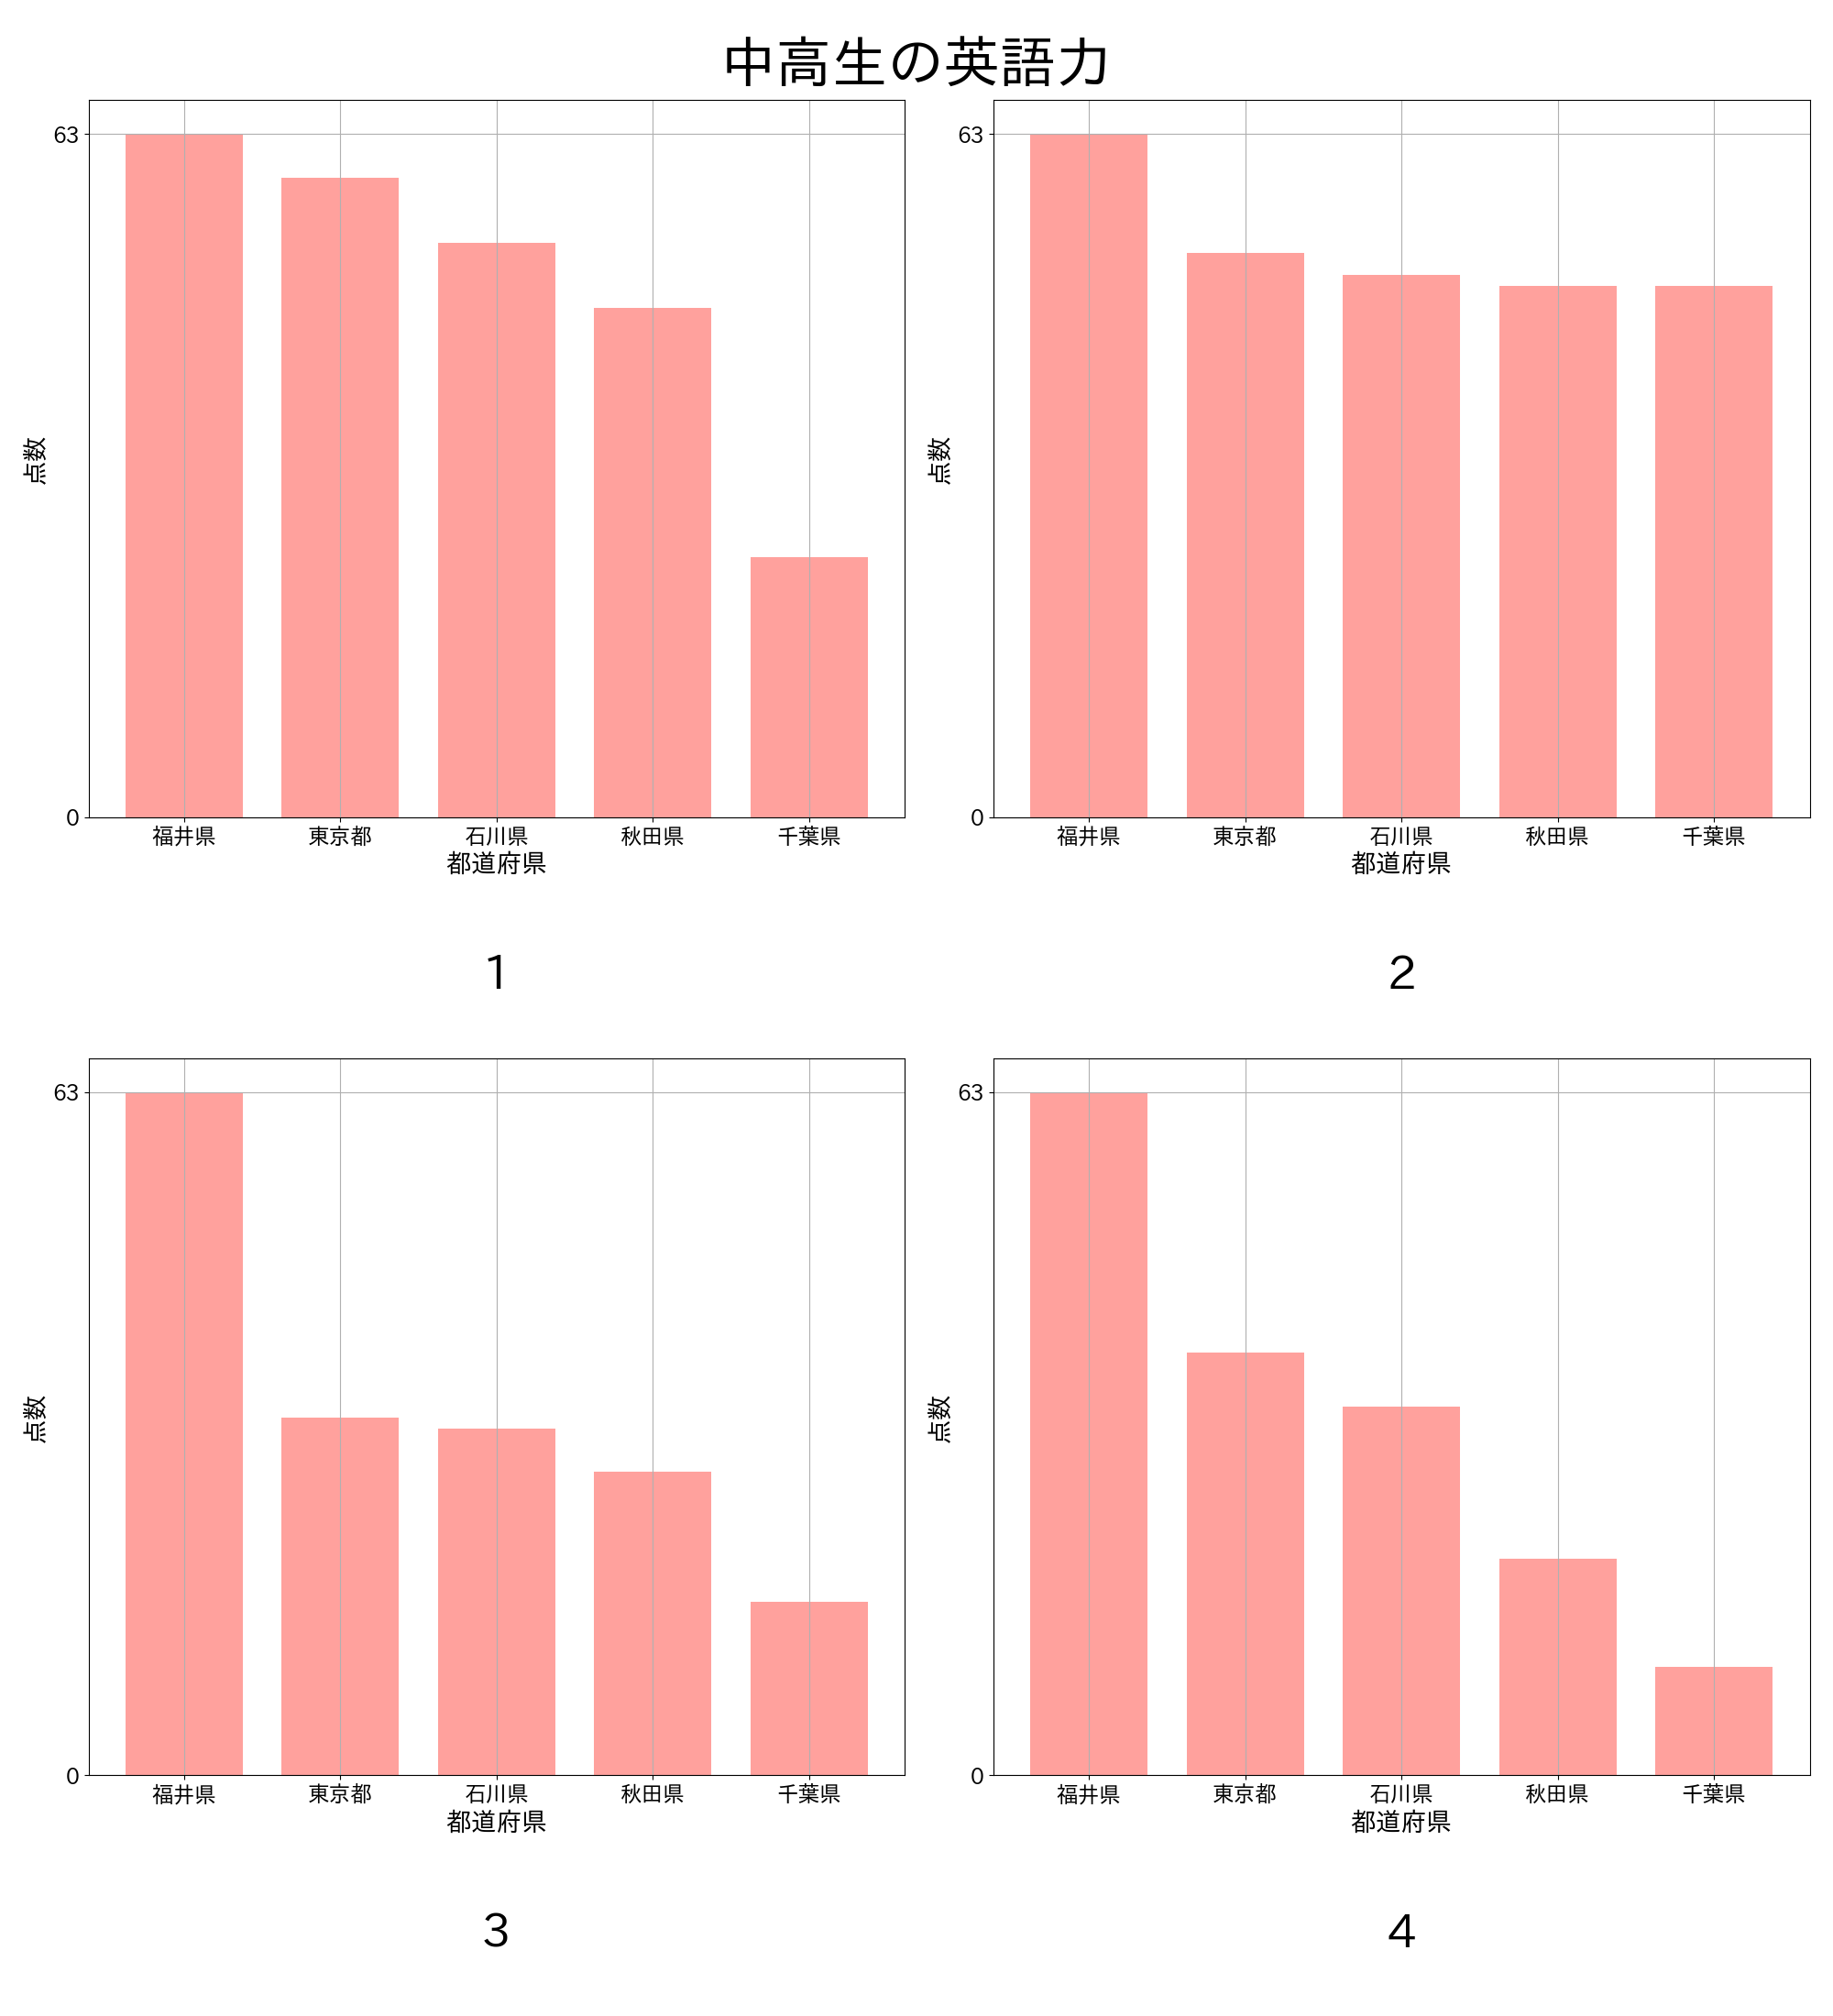 中高生の英語力
63
点数
0
福井県 東京都 石川県 秋田県 千葉県
都道府県
1
63
点数
0
福井県 東京都 石川県 秋田県 千葉県
都道府県
2
63
点数
0
福井県 東京都 石川県 秋田県 千葉県
都道府県
3
63
点数
0
福井県 東京都 石川県 秋田県 千葉県
都道府県
4